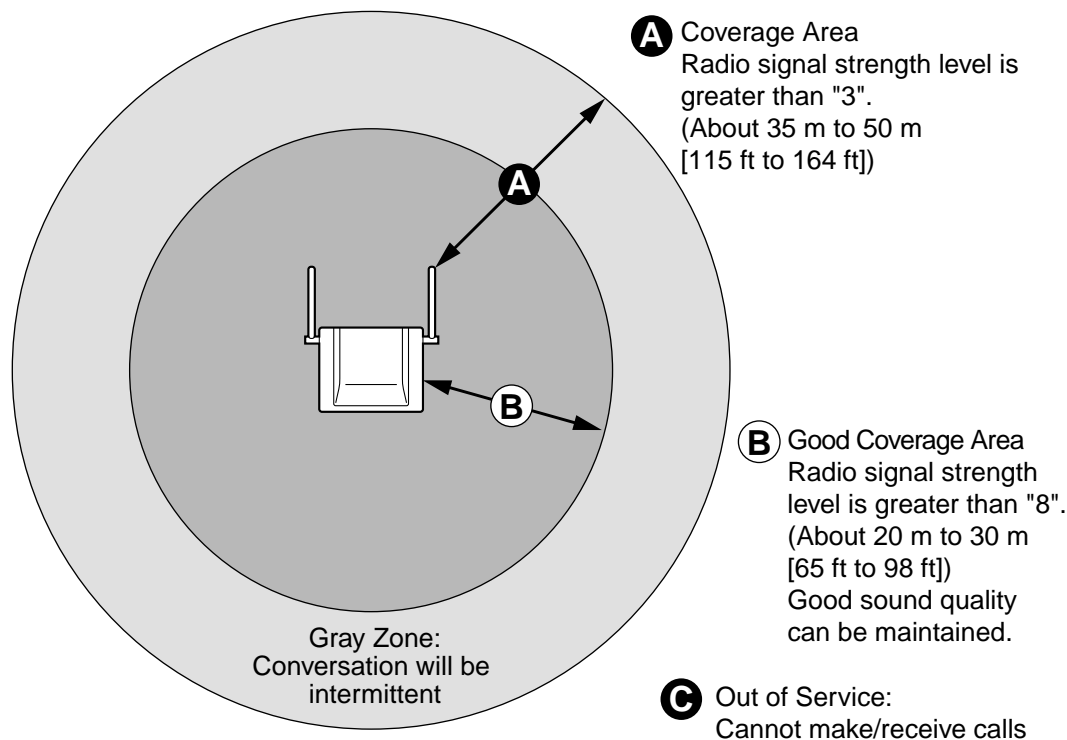 A Coverage Area
Radio signal strength level is
greater than "3".
(About 35 m to 50 m
[115 ft to 164 ft])
A
B
B Good Coverage Area
Radio signal strength
level is greater than "8".
(About 20 m to 30 m
[65 ft to 98 ft])
Good sound quality
can be maintained.
Gray Zone:
Conversation will be
intermittent
C Out of Service:
Cannot make/receive calls